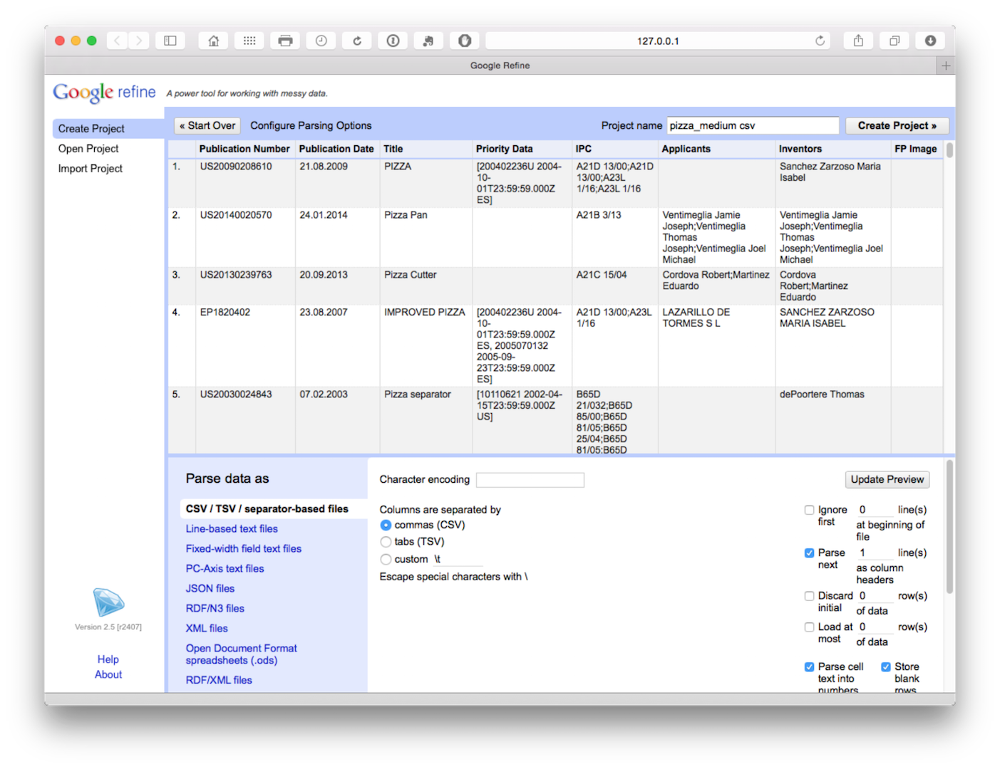 127.0.0.1
Google Refine
Google refine A power tool for working with messy data.
Create Project
Open Project
Import Project
« Start Over Configure Parsing Options Project name pizza_medium csv Create Project »
Publication Number Publication Date Title Priority Data IPC Applicants Inventors FP Image
1. US20090208610 21.08.2009 PIZZA [200402236U 2004-
10-
01T23:59:59.000Z
ES]
A21D 13/00;A21D
13/00;A23L
1/16;A23L 1/16
Sanchez Zarzoso Maria
Isabel
2. US20140020570 24.01.2014 Pizza Pan A21B 3/13
Ventimeglia Jamie
Joseph;Ventimeglia
Thomas
Joseph;Ventimeglia Joel
Michael
Ventimeglia Jamie
Joseph;Ventimeglia
Thomas
Joseph;Ventimeglia Joel
Michael
3. US20130239763 20.09.2013 Pizza Cutter A21C 15/04
Cordova Robert;Martinez
Eduardo
Cordova
Robert;Martinez
Eduardo
4. EP1820402 23.08.2007 IMPROVED PIZZA [200402236U 2004-
10-
01T23:59:59.000Z
ES, 2005070132
2005-09-
23T23:59:59.000Z
ES]
A21D 13/00;A23L
1/16
LAZARILLO DE
TORMES S L
SANCHEZ ZARZOSO
MARIA ISABEL
5. US20030024843 07.02.2003 Pizza separator [10110621 2002-04-
15T23:59:59.000Z
US]
B65D
21/032;B65D
85/00;B65D
81/05;B65D
25/04;B65D
81/05;B65D
dePoortere Thomas
Parse data as
CSV / TSV / separator-based files
Line-based text files
Fixed-width field text files
PC-Axis text files
JSON files
RDF/N3 files
XML files
Open Document Format
spreadsheets (.ods)
RDF/XML files
Character encoding
Update Preview
Columns are separated by
commas (CSV)
tabs (TSV)
custom \t
Escape special characters with \
Ignore first 0 line(s)
at beginning of
file
Parse next 1 line(s)
as column
headers
Discard initial 0 row(s)
of data
Load at most 0 row(s)
of data
Parse cell
text into
numbers
Store
blank
rows
Version 2.5 [r2407]
Help
About